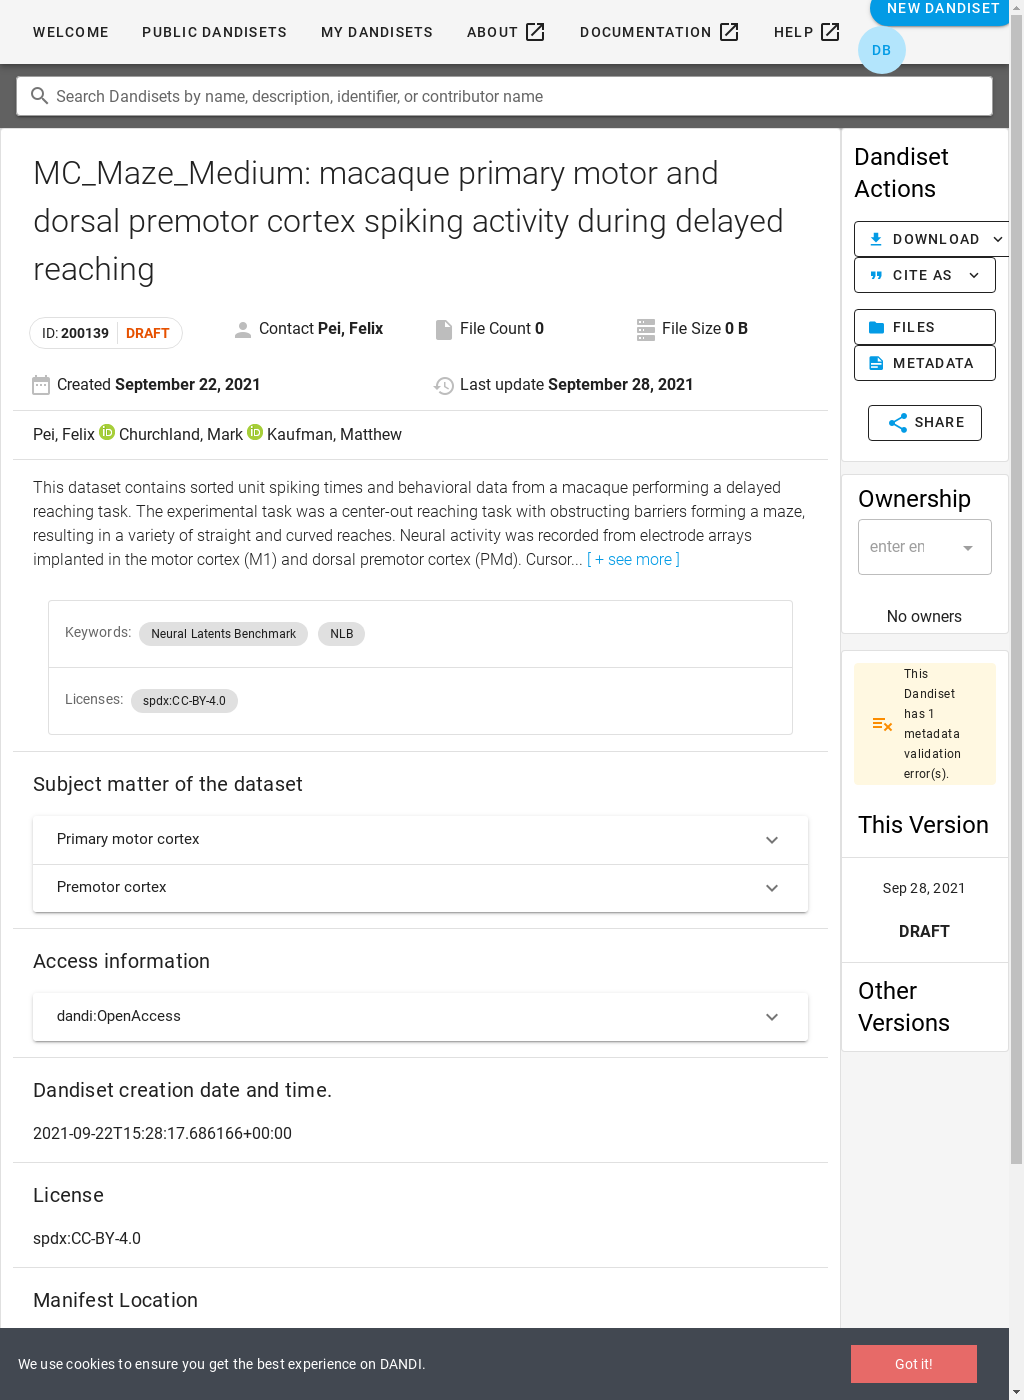 WELCOME
PUBLIC DANDISETS
MY DANDISETS
ABOUT
DOCUMENTATION
HELP
NEW DANDISET
DB
Search Dandisets by name, description, identifier, or contributor name
MC_Maze_Medium: macaque primary motor and
dorsal premotor cortex spiking activity during delayed
reaching
ID: 200139 DRAFT
Contact Pei, Felix
File Count 0
File Size 0 B
Created September 22, 2021
Last update September 28, 2021
Pei, Felix iD Churchland, Mark iD Kaufman, Matthew
This dataset contains sorted unit spiking times and behavioral data from a macaque performing a delayed
reaching task. The experimental task was a center-out reaching task with obstructing barriers forming a maze,
resulting in a variety of straight and curved reaches. Neural activity was recorded from electrode arrays
implanted in the motor cortex (M1) and dorsal premotor cortex (PMd). Cursor... [ + see more ]
Keywords: Neural Latents Benchmark NLB
Licenses: spdx:CC-BY-4.0
Subject matter of the dataset
Primary motor cortex
Premotor cortex
Access information
dandi:OpenAccess
Dandiset creation date and time.
2021-09-22T15:28:17.686166+00:00
License
spdx:CC-BY-4.0
Manifest Location
Dandiset
Actions
DOWNLOAD
CITE AS
FILES
METADATA
SHARE
Ownership
enter en
No owners
This
Dandiset
has 1
metadata
validation
error(s).
This Version
Sep 28, 2021
DRAFT
Other
Versions
We use cookies to ensure you get the best experience on DANDI.
Got it!